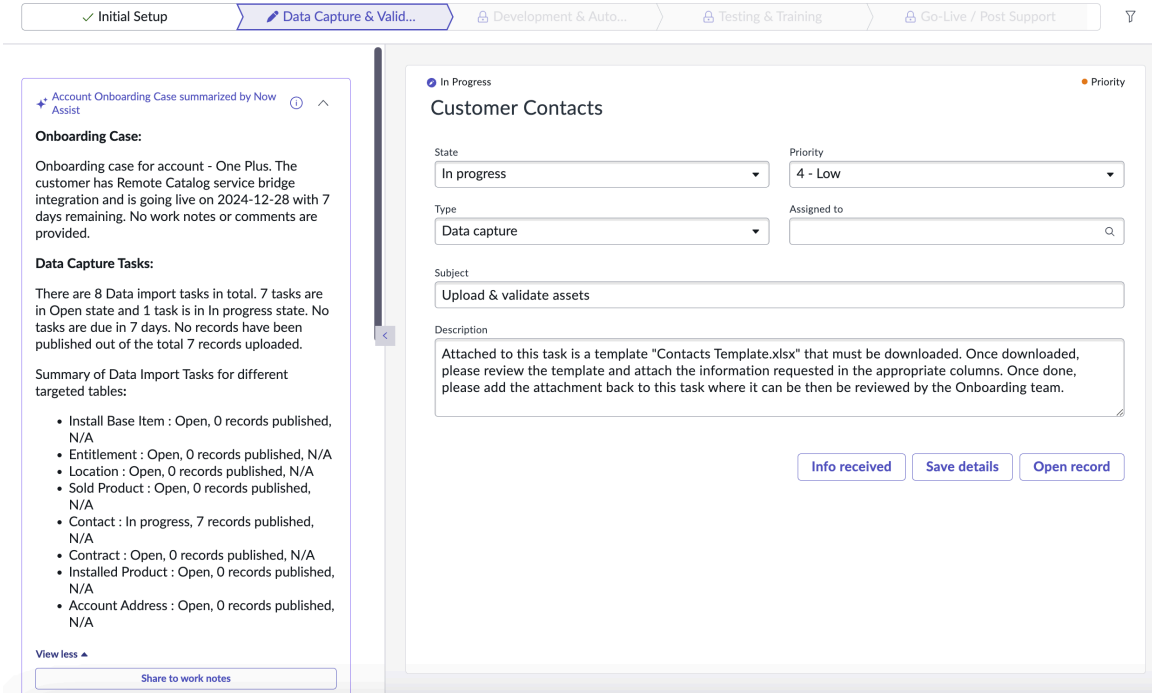 Initial Setup
Data Capture & Valid...
Development & Auto...
Testing & Training
Go-Live / Post Support
Account Onboarding Case summarized by Now
Assist
Onboarding Case:
Onboarding case for account - One Plus. The
customer has Remote Catalog service bridge
integration and is going live on 2024-12-28 with 7
days remaining. No work notes or comments are
provided.
Data Capture Tasks:
There are 8 Data import tasks in total. 7 tasks are
in Open state and 1 task is in In progress state. No
tasks are due in 7 days. No records have been
published out of the total 7 records uploaded.
Summary of Data Import Tasks for different
targeted tables:
• Install Base Item : Open, 0 records published,
N/A
• Entitlement : Open, 0 records published, N/A
• Location : Open, 0 records published, N/A
• Sold Product : Open, 0 records published,
N/A
• Contact : In progress, 7 records published,
N/A
• Contract : Open, 0 records published, N/A
• Installed Product : Open, 0 records published,
N/A
• Account Address : Open, 0 records published,
N/A
View less
Share to work notes
In Progress
Priority
Customer Contacts
State
In progress
Priority
4 - Low
Type
Data capture
Assigned to
Subject
Upload & validate assets
Description
Attached to this task is a template "Contacts Template.xlsx" that must be downloaded. Once downloaded,
please review the template and attach the information requested in the appropriate columns. Once done,
please add the attachment back to this task where it can be then be reviewed by the Onboarding team.
Info received
Save details
Open record